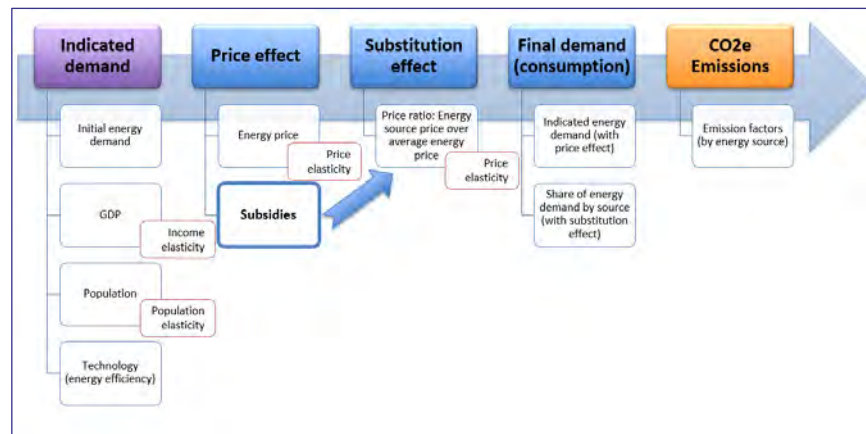 Indicated
demand
Price effect
Substitution
effect
Final demand
(consumption)
CO2e
Emissions
Initial energy
demand
GDP
Income
elasticity
Population
Population
elasticity
Technology
(energy efficiency)
Energy price
Price
elasticity
Subsidies
Price ratio: Energy
source price over
average energy
price
Price
elasticity
Indicated energy
demand (with
price effect)
Share of energy
demand by source
(with substitution
effect)
Emission factors
(by energy source)